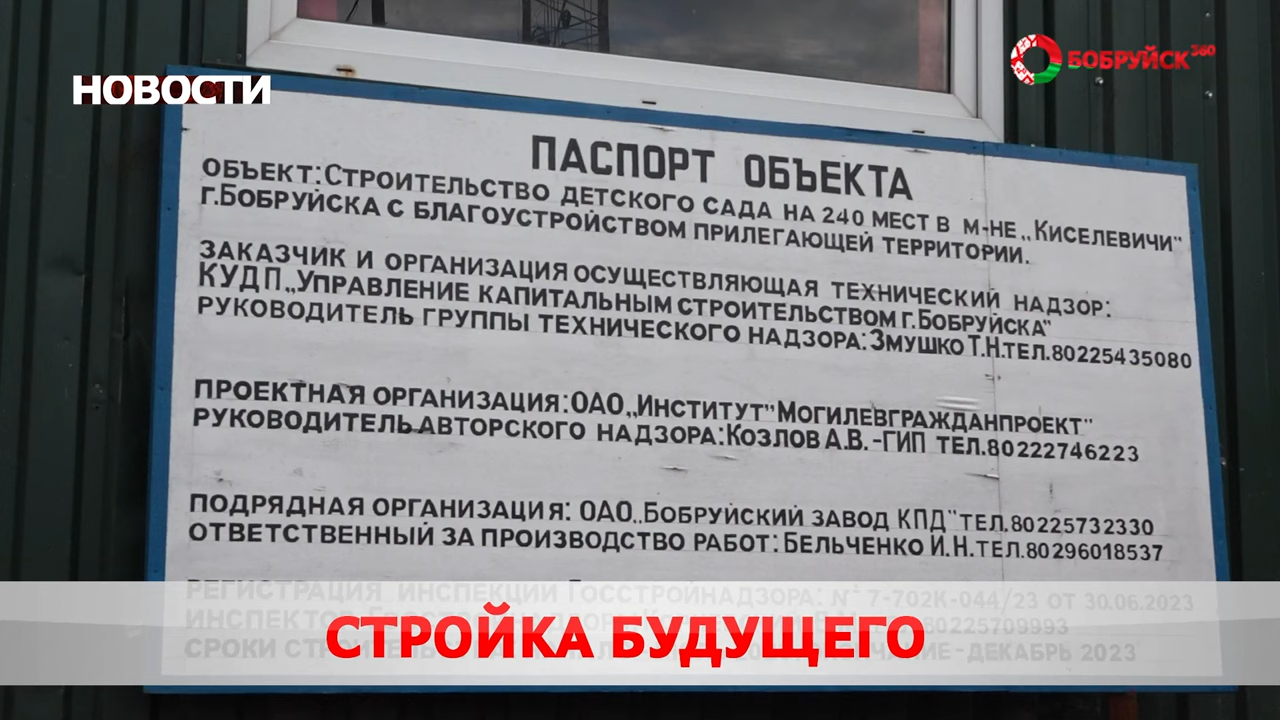 НОВОСТИ
БОБРУЙСК 360
ПАСПОРТ ОБЪЕКТА
ОБЪЕКТ: СТРОИТЕЛЬСТВО ДЕТСКОГО САДА НА 240 МЕСТ В М-НЕ „КИСЕЛЕВИЧИ"
Г.БОБРУЙСКА С БЛАГОУСТРОЙСТВОМ ПРИЛЕГАЮЩЕЙ ТЕРРИТОРИИ.
ЗАКАЗЧИК И ОРГАНИЗАЦИЯ ОСУЩЕСТВЛЯЮЩАЯ ТЕХНИЧЕСКИЙ НАДЗОР:
КУДП„УПРАВЛЕНИЕ КАПИТАЛЬНЫМ СТРОИТЕЛЬСТВОМ г.БОБРУЙСКА"
РУКОВОДИТЕЛЬ ГРУППЫ ТЕХНИЧЕСКОГО НАДЗОРА: ЗМУШКО Т.Н.ТЕЛ.80225435080
ПРОЕКТНАЯ ОРГАНИЗАЦИЯ: ОАО„ИНСТИТУТ"МОГИЛЕВГРАЖДАНПРОЕКТ"
РУКОВОДИТЕЛЬ АВТОРСКОГО НАДЗОРА: КОЗЛОВ А.В. -ГИП ТЕЛ.80222746223
ПОДРЯДНАЯ ОРГАНИЗАЦИЯ: ОАО„БОБРУЙСКИЙ ЗАВОД КПД" ТЕЛ.80225732330
ОТВЕТСТВЕННЫЙ ЗА ПРОИЗВОДСТВО РАБОТ: БЕЛЬЧЕНКО И.Н.ТЕЛ.80296018537
РЕГИСТРАЦИЯ ИНСПЕКЦИИ ГОССТРОЙНАДЗОРА: N° 7-702К-044/23 ОТ 30.06.2023
80225709993
ДЕКАБРЬ 2023
СТРОЙКА БУДУЩЕГО